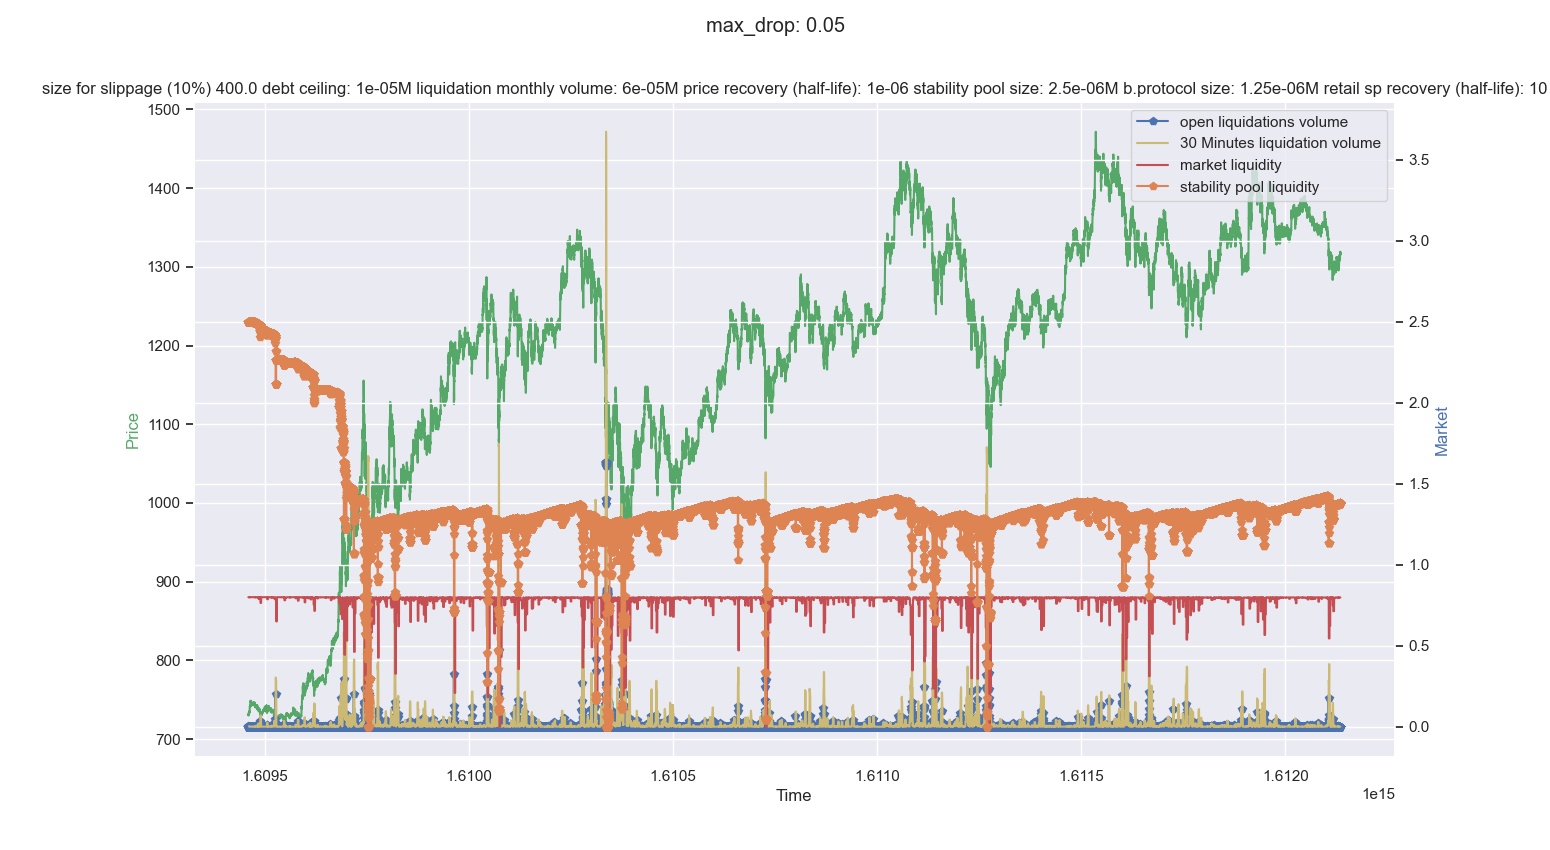 max_drop: 0.05
size for slippage (10%) 400.0 debt ceiling: 1e-05M liquidation monthly volume: 6e-05M price recovery (half-life): 1e-06 stability pool size: 2.5e-06M b.protocol size: 1.25e-06M retail sp recovery (half-life): 10
open liquidations volume
30 Minutes liquidation volume
market liquidity
stability pool liquidity
1500
1400
1300
1200
1100
1000
900
800
700
Price
3.5
3.0
2.5
2.0
1.5
1.0
0.5
0.0
Market
1.6095 1.6100 1.6105 1.6110 1.6115 1.6120
1e15
Time